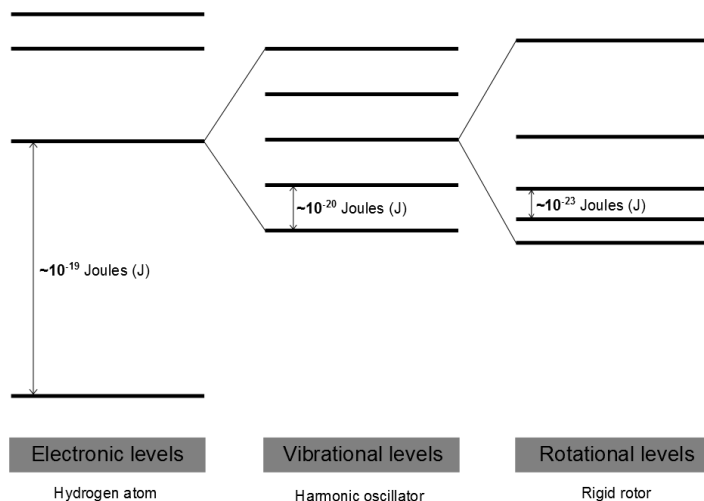 ~10⁻²⁰ Joules (J)
~10⁻²³ Joules (J)
~10⁻¹⁹ Joules (J)
Electronic levels
Vibrational levels
Rotational levels
Hydrogen atom
Harmonic oscillator
Rigid rotor